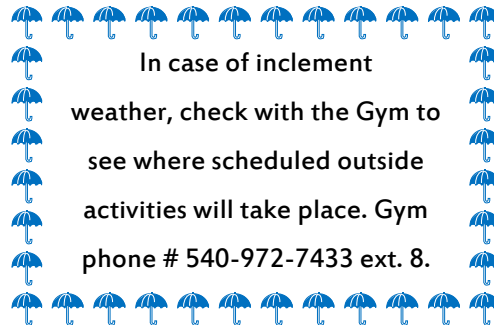 In case of inclement
weather, check with the Gym to
see where scheduled outside
activities will take place. Gym
phone # 540-972-7433 ext. 8.